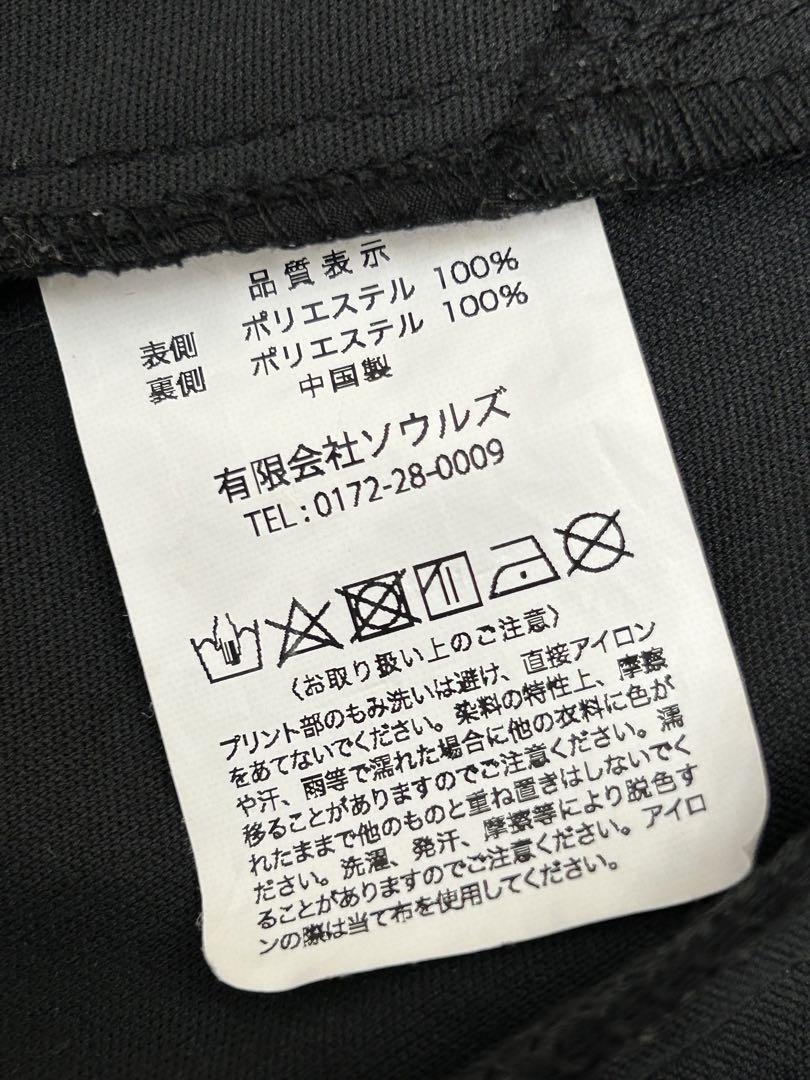 品質表示
表側 ポリエステル 100%
裏側 ポリエステル 100%
中国製
有限会社ソウルズ
TEL:0172-28-0009
〈お取り扱い上のご注意〉
プリント部のもみ洗いは避け、直接アイロン
をあてないでください。染料の特性上、摩擦
や汗、雨等で濡れた場合に他の衣料に色が
移ることがありますのでご注意ください。濡
れたままで他のものと重ね置きはしないでく
ださい。洗濯、発汗、摩擦等により脱色す
ることがありますのでご注意ください。アイロ
ンの際は当て布を使用してください。